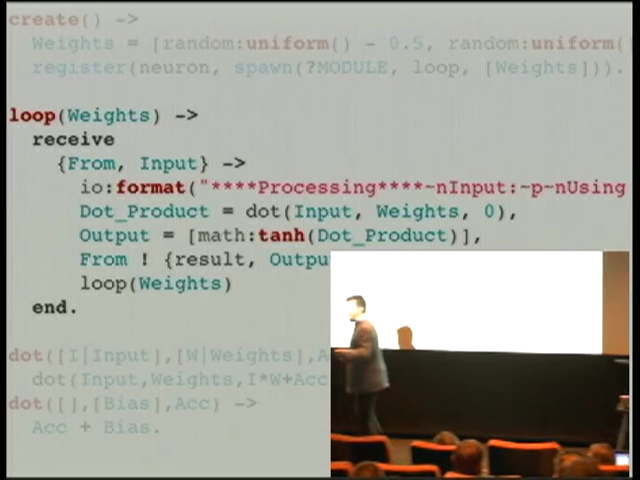 create() ->
Weights = [random:uniform() - 0.5, random:uniform(
register(neuron, spawn(?MODULE, loop, [Weights])).
loop(Weights) ->
receive
{From, Input} ->
io:format("****Processing****~nInput:~p~nUsing
Dot_Product = dot(Input, Weights, 0),
Output = [math:tanh(Dot_Product)],
From ! {result, Outpu
loop(Weights)
end.
dot([I|Input],[W|Weights],A
dot(Input,Weights,I*W+Acc
dot([],[Bias],Acc) ->
Acc + Bias.